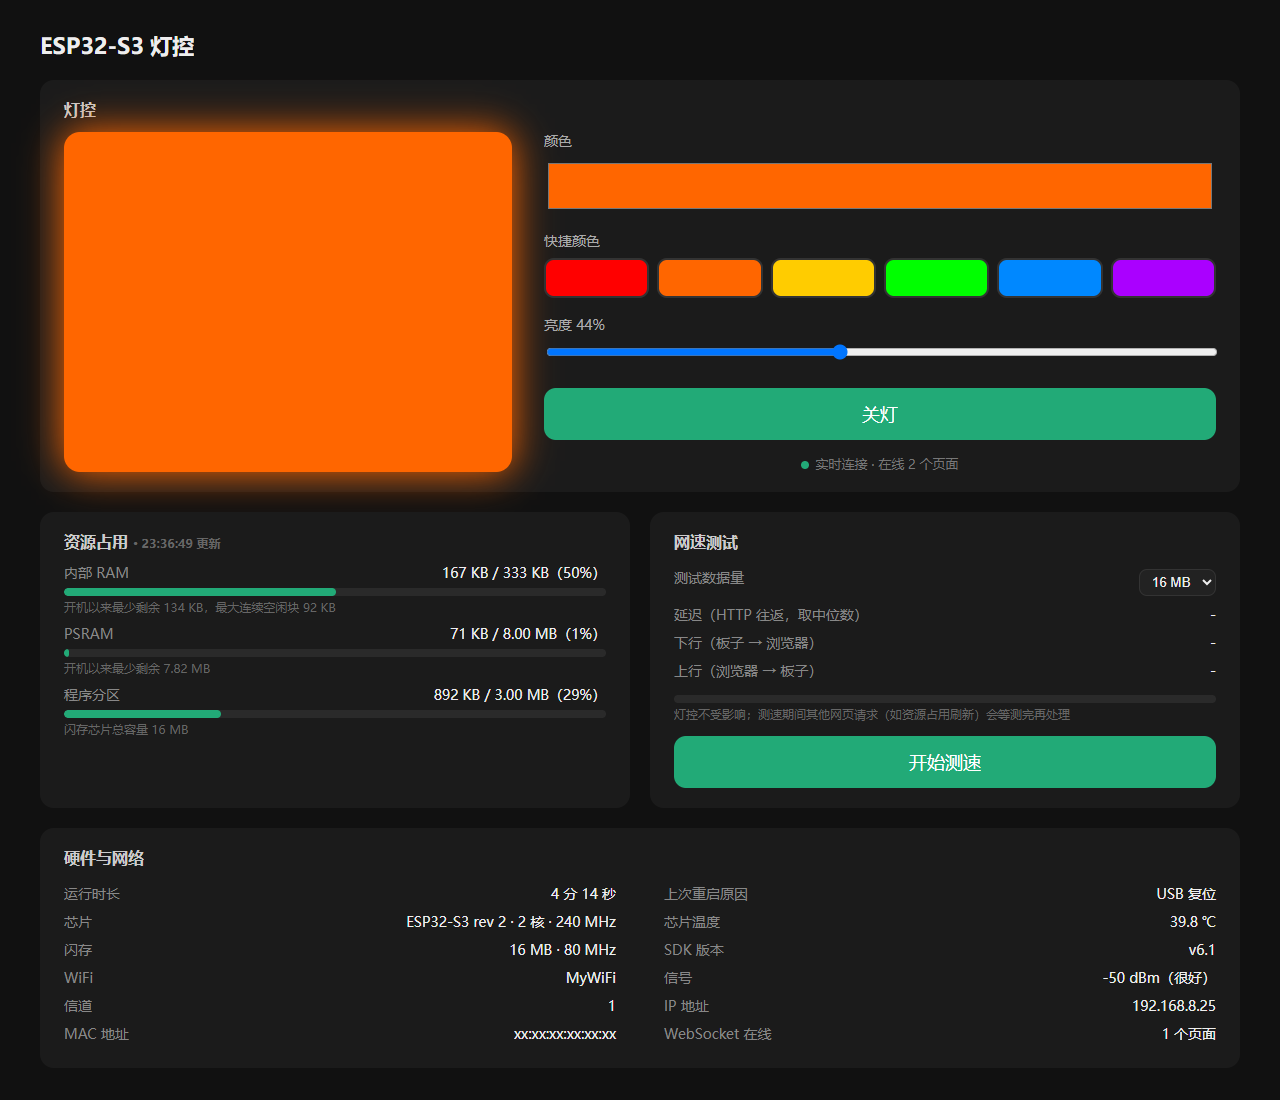 ESP32-S3 灯控
灯控
颜色
快捷颜色
亮度 44%
关灯
实时连接 · 在线 2 个页面
资源占用 • 23:36:49 更新
内部 RAM 167 KB / 333 KB（50%）
开机以来最少剩余 134 KB，最大连续空闲块 92 KB
PSRAM 71 KB / 8.00 MB（1%）
开机以来最少剩余 7.82 MB
程序分区 892 KB / 3.00 MB（29%）
闪存芯片总容量 16 MB
网速测试
测试数据量 16 MB
延迟（HTTP 往返，取中位数） -
下行（板子 → 浏览器） -
上行（浏览器 → 板子） -
灯控不受影响；测速期间其他网页请求（如资源占用刷新）会等测完再处理
开始测速
硬件与网络
运行时长 4 分 14 秒 上次重启原因 USB 复位
芯片 ESP32-S3 rev 2 · 2 核 · 240 MHz 芯片温度 39.8 °C
闪存 16 MB · 80 MHz SDK 版本 v6.1
WiFi MyWiFi 信号 -50 dBm（很好）
信道 1 IP 地址 192.168.8.25
MAC 地址 xx:xx:xx:xx:xx:xx WebSocket 在线 1 个页面